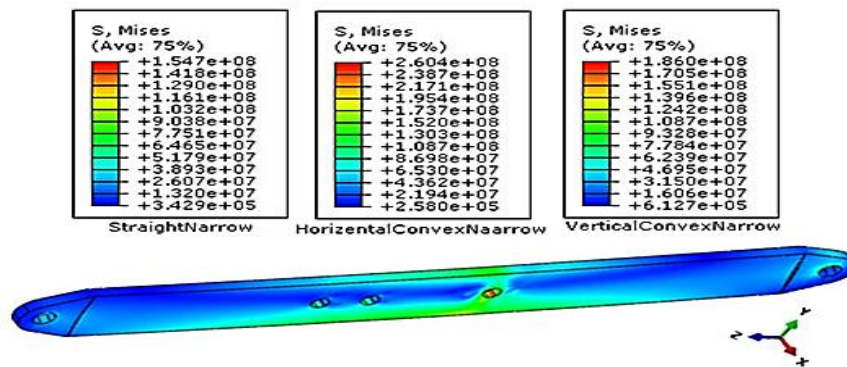 S, Mises
(Avg: 75%)
+1.547e+08
+1.418e+08
+1.290e+08
+1.161e+08
+1.032e+08
+9.038e+07
+7.751e+07
+6.465e+07
+5.179e+07
+3.893e+07
+2.607e+07
+1.320e+07
+3.429e+05
StraightNarrow
S, Mises
(Avg: 75%)
+2.604e+08
+2.387e+08
+2.171e+08
+1.954e+08
+1.737e+08
+1.520e+08
+1.303e+08
+1.087e+08
+8.698e+07
+6.530e+07
+4.362e+07
+2.194e+07
+2.580e+05
HorizentalConvexNaarrow
S, Mises
(Avg: 75%)
+1.860e+08
+1.705e+08
+1.551e+08
+1.396e+08
+1.242e+08
+1.087e+08
+9.328e+07
+7.784e+07
+6.239e+07
+4.695e+07
+3.150e+07
+1.606e+07
+6.127e+05
VerticalConvexNarrow
Y
Z
X